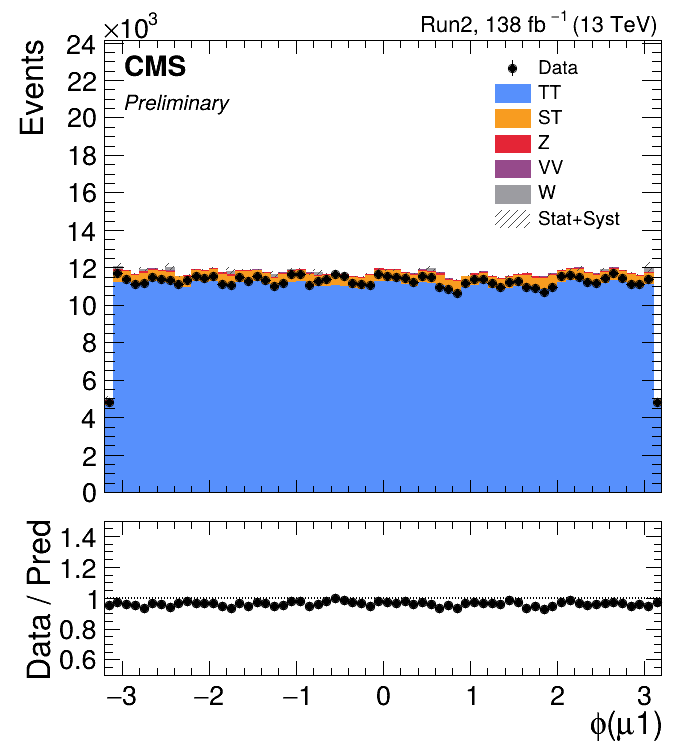 ×10³
Run2, 138 fb⁻¹ (13 TeV)
Events
CMS
Preliminary
Data
TT
ST
Z
VV
W
Stat+Syst
24
22
20
18
16
14
12
10
8
6
4
2
0
Data / Pred
1.4
1.2
1
0.8
0.6
−3 −2 −1 0 1 2 3
ϕ(μ1)